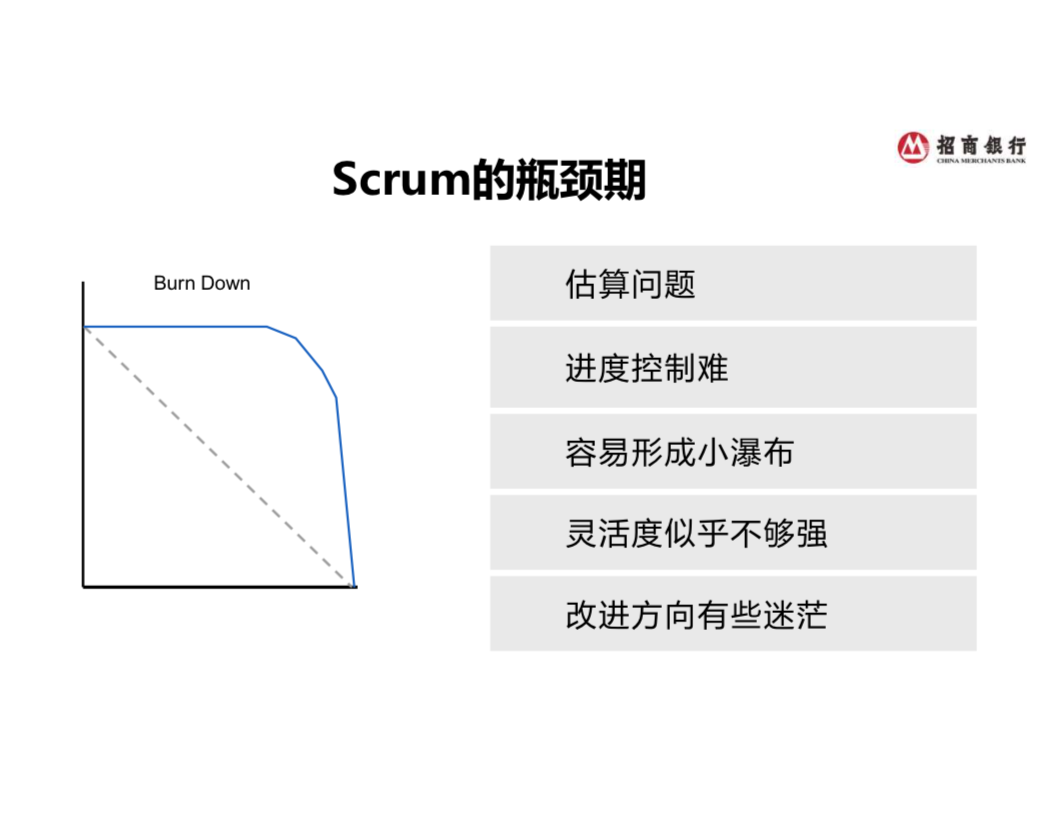 招商银行
CHINA MERCHANTS BANK
Scrum的瓶颈期
Burn Down
估算问题
进度控制难
容易形成小瀑布
灵活度似乎不够强
改进方向有些迷茫